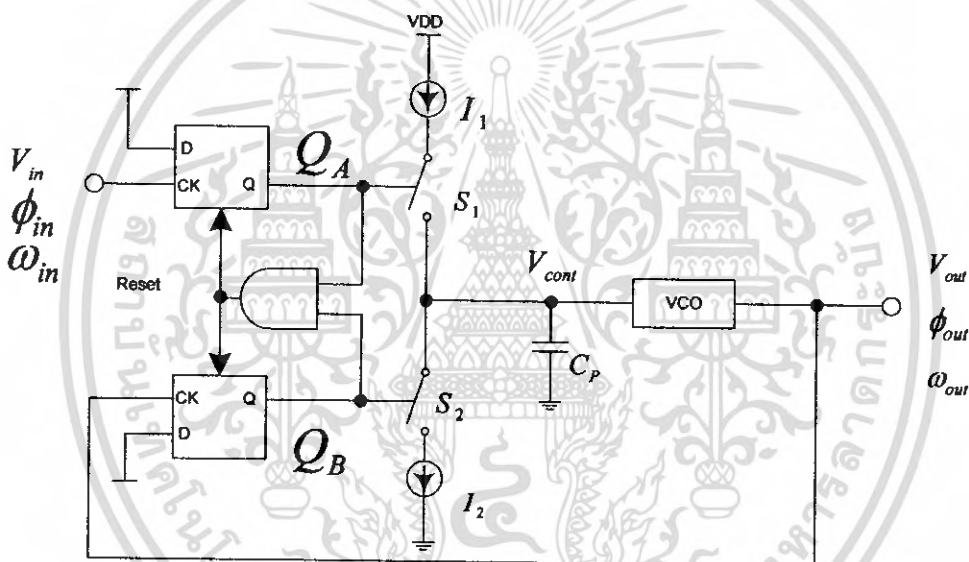 VDD
I₁
D
CK
Q
Q_A
V_in
ϕ_in
ω_in
S₁
Reset
V_cont
VCO
V_out
ϕ_out
ω_out
C_P
CK
Q
D
Q_B
S₂
I₂